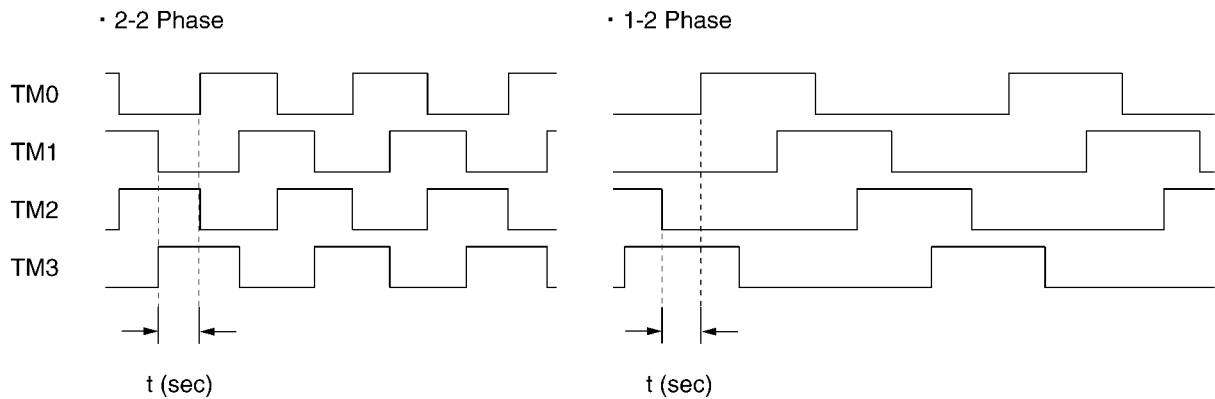 · 2-2 Phase
· 1-2 Phase
TM0
TM1
TM2
TM3
t (sec)
t (sec)